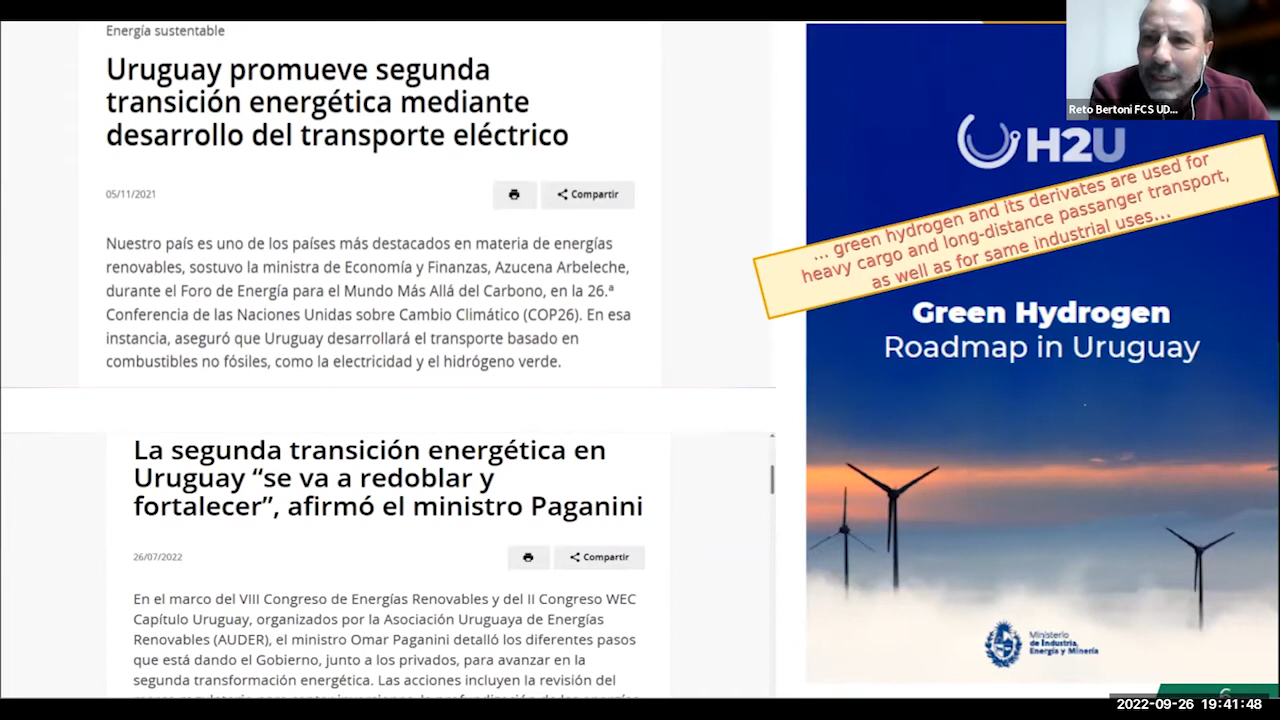 Energía sustentable
Uruguay promueve segunda
transición energética mediante
desarrollo del transporte eléctrico
05/11/2021
Compartir
Nuestro país es uno de los países más destacados en materia de energías
renovables, sostuvo la ministra de Economía y Finanzas, Azucena Arbeleche,
durante el Foro de Energía para el Mundo Más Allá del Carbono, en la 26.ª
Conferencia de las Naciones Unidas sobre Cambio Climático (COP26). En esa
instancia, aseguró que Uruguay desarrollará el transporte basado en
combustibles no fósiles, como la electricidad y el hidrógeno verde.
La segunda transición energética en
Uruguay “se va a redoblar y
fortalecer”, afirmó el ministro Paganini
26/07/2022
Compartir
En el marco del VIII Congreso de Energías Renovables y del II Congreso WEC
Capítulo Uruguay, organizados por la Asociación Uruguaya de Energías
Renovables (AUDER), el ministro Omar Paganini detalló los diferentes pasos
que está dando el Gobierno, junto a los privados, para avanzar en la
segunda transformación energética. Las acciones incluyen la revisión del
Reto Bertoni FCS UD...
H2U
... green hydrogen and its derivates are used for
heavy cargo and long-distance passanger transport,
as well as for same industrial uses...
Green Hydrogen
Roadmap in Uruguay
Ministerio
de Industria,
Energía y Minería
2022-09-26 19:41:48